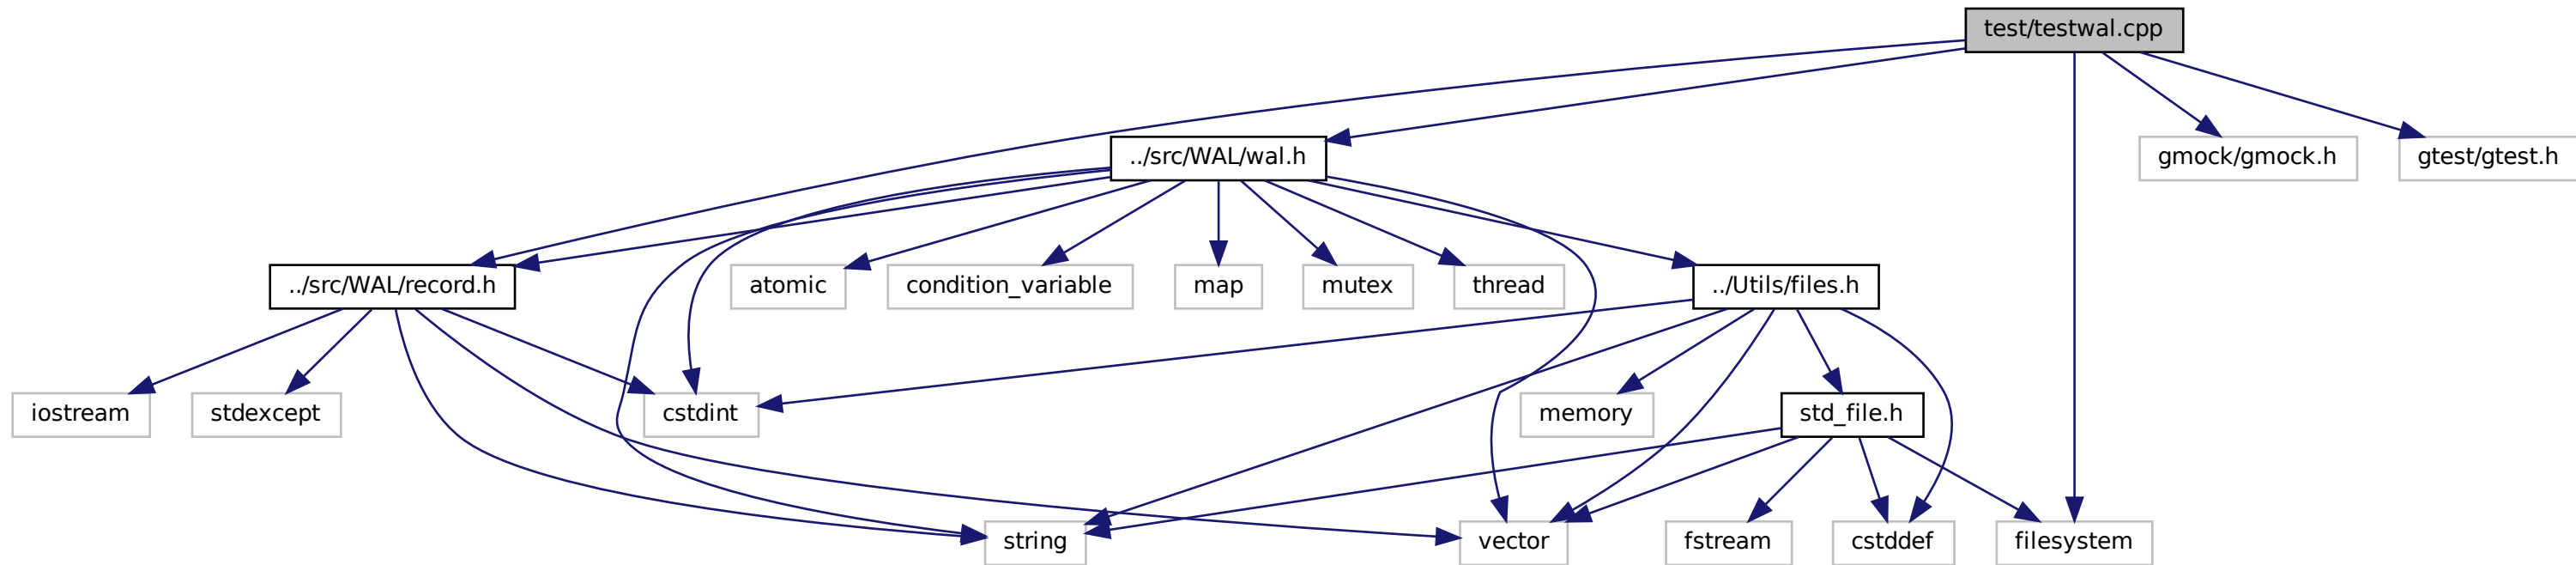 test/testwal.cpp
../src/WAL/wal.h
gmock/gmock.h
gtest/gtest.h
../src/WAL/record.h
atomic
condition_variable
map
mutex
thread
../Utils/files.h
iostream
stdexcept
cstdint
memory
std_file.h
string
vector
fstream
cstddef
filesystem